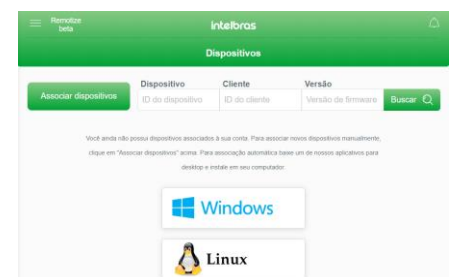 Remotize
beta
intelbras
Dispositivos
Associar dispositivos
Dispositivo
Cliente
Versão
ID do dispositivo
ID do cliente
Versão de firmware
Buscar
Você ainda não possui dispositivos associados à sua conta. Para associar novos dispositivos manualmente,
clique em "Associar dispositivos" acima. Para associação automática baixe um de nossos aplicativos para
desktop e instale em seu computador.
Windows
Linux